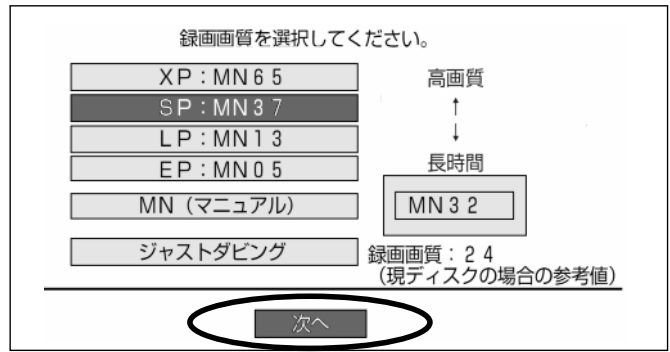 録画画質を選択してください。
XP:MN65
高画質
SP:MN37
↑
LP:MN13
↓
EP:MN05
長時間
MN(マニュアル)
MN32
ジャストダビング
録画画質:24
(現ディスクの場合の参考値)
次へ